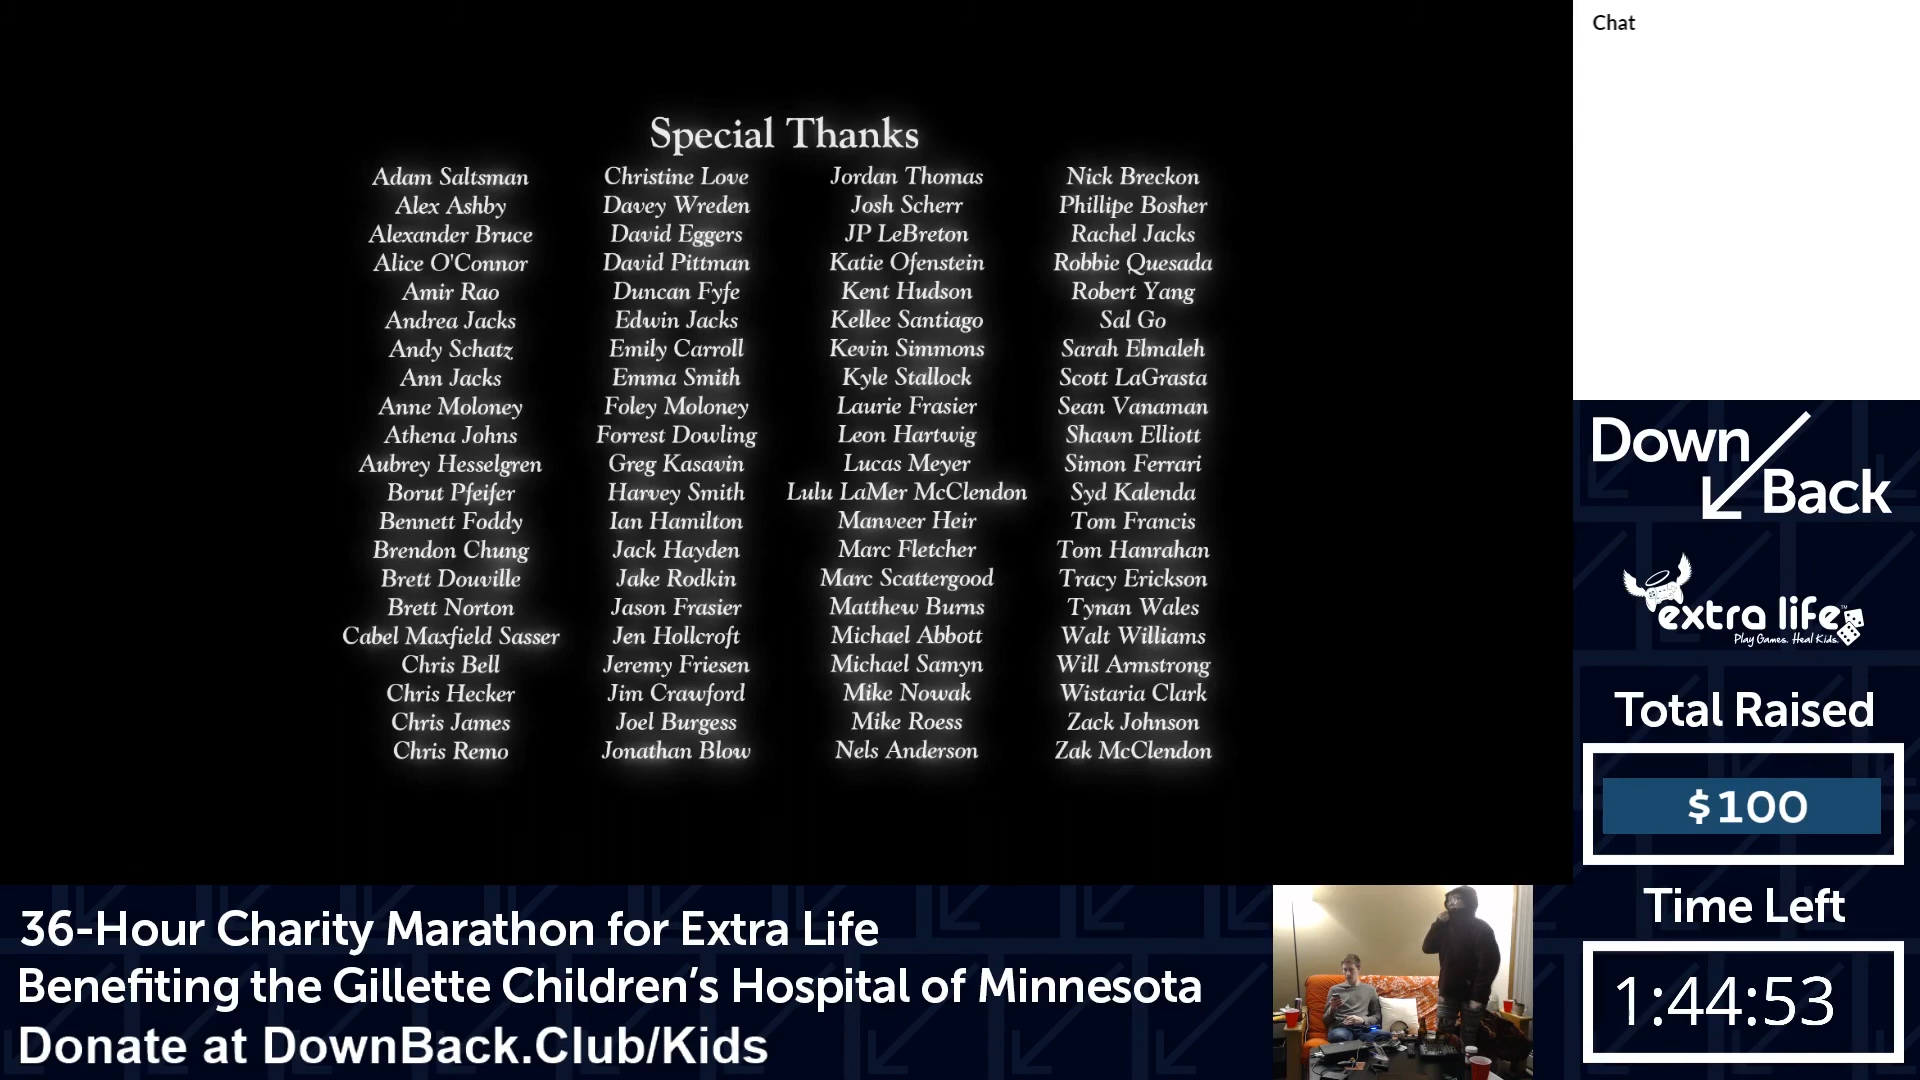 Chat
Special Thanks
Adam Saltsman
Alex Ashby
Alexander Bruce
Alice O'Connor
Amir Rao
Andrea Jacks
Andy Schatz
Ann Jacks
Anne Moloney
Athena Johns
Aubrey Hesselgren
Borut Pfeifer
Bennett Foddy
Brendon Chung
Brett Douville
Brett Norton
Cabel Maxfield Sasser
Chris Bell
Chris Hecker
Chris James
Chris Remo
Christine Love
Davey Wreden
David Eggers
David Pittman
Duncan Fyfe
Edwin Jacks
Emily Carroll
Emma Smith
Foley Moloney
Forrest Dowling
Greg Kasavin
Harvey Smith
Ian Hamilton
Jack Hayden
Jake Rodkin
Jason Frasier
Jen Hollcroft
Jeremy Friesen
Jim Crawford
Joel Burgess
Jonathan Blow
Jordan Thomas
Josh Scherr
JP LeBreton
Katie Ofenstein
Kent Hudson
Kellee Santiago
Kevin Simmons
Kyle Stallock
Laurie Frasier
Leon Hartwig
Lucas Meyer
Lulu LaMer McClendon
Manveer Heir
Marc Fletcher
Marc Scattergood
Matthew Burns
Michael Abbott
Michael Samyn
Mike Nowak
Mike Roess
Nels Anderson
Nick Breckon
Phillipe Bosher
Rachel Jacks
Robbie Quesada
Robert Yang
Sal Go
Sarah Elmaleh
Scott LaGrasta
Sean Vanaman
Shawn Elliott
Simon Ferrari
Syd Kalenda
Tom Francis
Tom Hanrahan
Tracy Erickson
Tynan Wales
Walt Williams
Will Armstrong
Wistaria Clark
Zack Johnson
Zak McClendon
Down
Back
extra life™
Play Games. Heal Kids.
Total Raised
$100
Time Left
1:44:53
36-Hour Charity Marathon for Extra Life
Benefiting the Gillette Children's Hospital of Minnesota
Donate at DownBack.Club/Kids